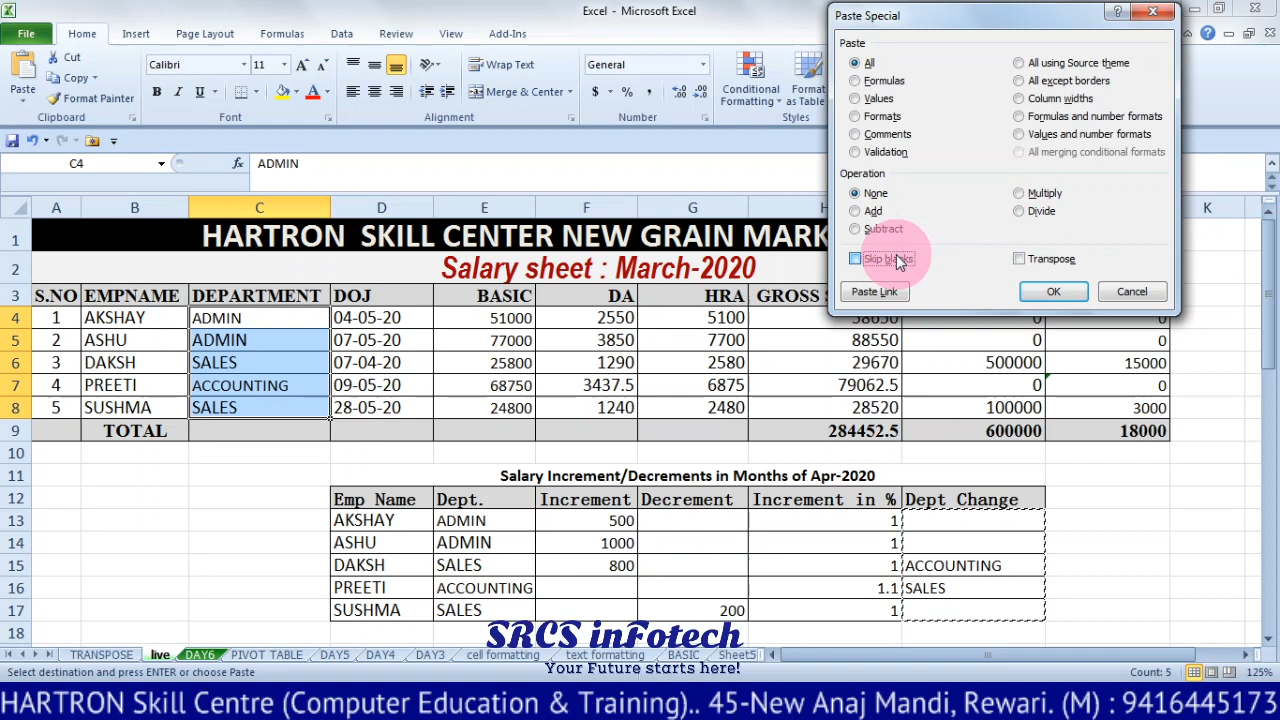 Excel - Microsoft Excel
File Home Insert Page Layout Formulas Data Review View Add-Ins
Paste Cut Copy Format Painter Clipboard
Calibri 11 B I U Font
Wrap Text Merge & Center Alignment
General $ % , Number
Conditional Formatting Format as Table Styles
Paste Special
Paste
All All using Source theme
Formulas All except borders
Values Column widths
Formats Formulas and number formats
Comments Values and number formats
Validation All merging conditional formats
Operation
None Multiply
Add Divide
Subtract
Skip blanks Transpose
Paste Link OK Cancel
C4 fx ADMIN
A B C D E F G H K
1 HARTRON SKILL CENTER NEW GRAIN MARK
2 Salary sheet : March-2020
3 S.NO EMPNAME DEPARTMENT DOJ BASIC DA HRA GROSS
4 1 AKSHAY ADMIN 04-05-20 51000 2550 5100 58650 0 0
5 2 ASHU ADMIN 07-05-20 77000 3850 7700 88550 0 0
6 3 DAKSH SALES 07-04-20 25800 1290 2580 29670 500000 15000
7 4 PREETI ACCOUNTING 09-05-20 68750 3437.5 6875 79062.5 0 0
8 5 SUSHMA SALES 28-05-20 24800 1240 2480 28520 100000 3000
9 TOTAL 284452.5 600000 18000
10
11 Salary Increment/Decrements in Months of Apr-2020
12 Emp Name Dept. Increment Decrement Increment in % Dept Change
13 AKSHAY ADMIN 500 1
14 ASHU ADMIN 1000 1
15 DAKSH SALES 800 1 ACCOUNTING
16 PREETI ACCOUNTING 1.1 SALES
17 SUSHMA SALES 200 1
18
SRCS inFotech
Your Future starts here!
TRANSPOSE live DAY6 PIVOT TABLE DAY5 DAY4 DAY3 cell formatting text formatting BASIC Sheet5
Select destination and press ENTER or choose Paste Count: 5 125%
HARTRON Skill Centre (Computer Education & Training).. 45-New Anaj Mandi, Rewari. (M) : 9416445173